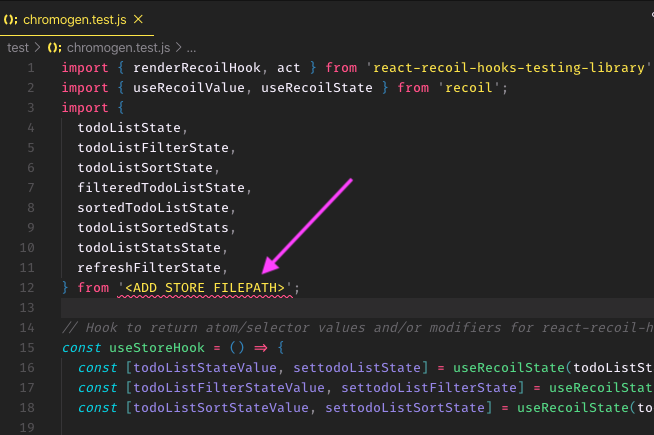 chromogen.test.js ×
test > chromogen.test.js > ...
1 import { renderRecoilHook, act } from 'react-recoil-hooks-testing-library'
2 import { useRecoilValue, useRecoilState } from 'recoil';
3 import {
4 todoListState,
5 todoListFilterState,
6 todoListSortState,
7 filteredTodoListState,
8 sortedTodoListState,
9 todoListSortedStats,
10 todoListStatsState,
11 refreshFilterState,
12 } from '<ADD STORE FILEPATH>';
13
14 // Hook to return atom/selector values and/or modifiers for react-recoil-h
15 const useStoreHook = () => {
16 const [todoListStateValue, settodoListState] = useRecoilState(todoListSt
17 const [todoListFilterStateValue, settodoListFilterState] = useRecoilStat
18 const [todoListSortStateValue, settodoListSortState] = useRecoilState(to
19